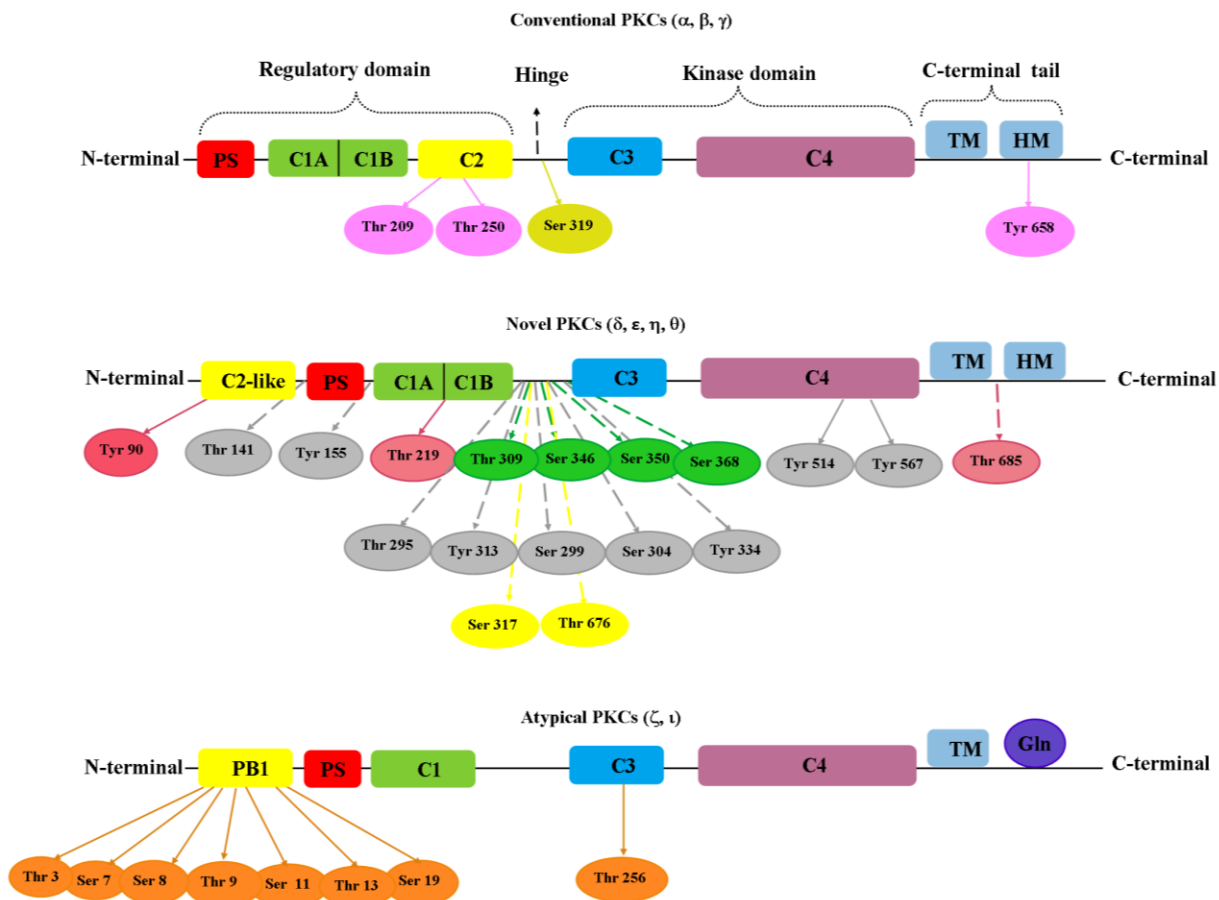 Conventional PKCs (α, β, γ)
Regulatory domain
Hinge
Kinase domain
C-terminal tail
N-terminal
PS
C1A
C1B
C2
C3
C4
TM
HM
C-terminal
Thr 209
Thr 250
Ser 319
Tyr 658
Novel PKCs (δ, ε, η, θ)
N-terminal
C2-like
PS
C1A
C1B
C3
C4
TM
HM
C-terminal
Tyr 90
Thr 141
Tyr 155
Thr 219
Thr 309
Ser 346
Ser 350
Ser 368
Tyr 514
Tyr 567
Thr 685
Thr 295
Tyr 313
Ser 299
Ser 304
Tyr 334
Ser 317
Thr 676
Atypical PKCs (ζ, ι)
N-terminal
PB1
PS
C1
C3
C4
TM
Gln
C-terminal
Thr 3
Ser 7
Ser 8
Thr 9
Ser 11
Thr 13
Ser 19
Thr 256